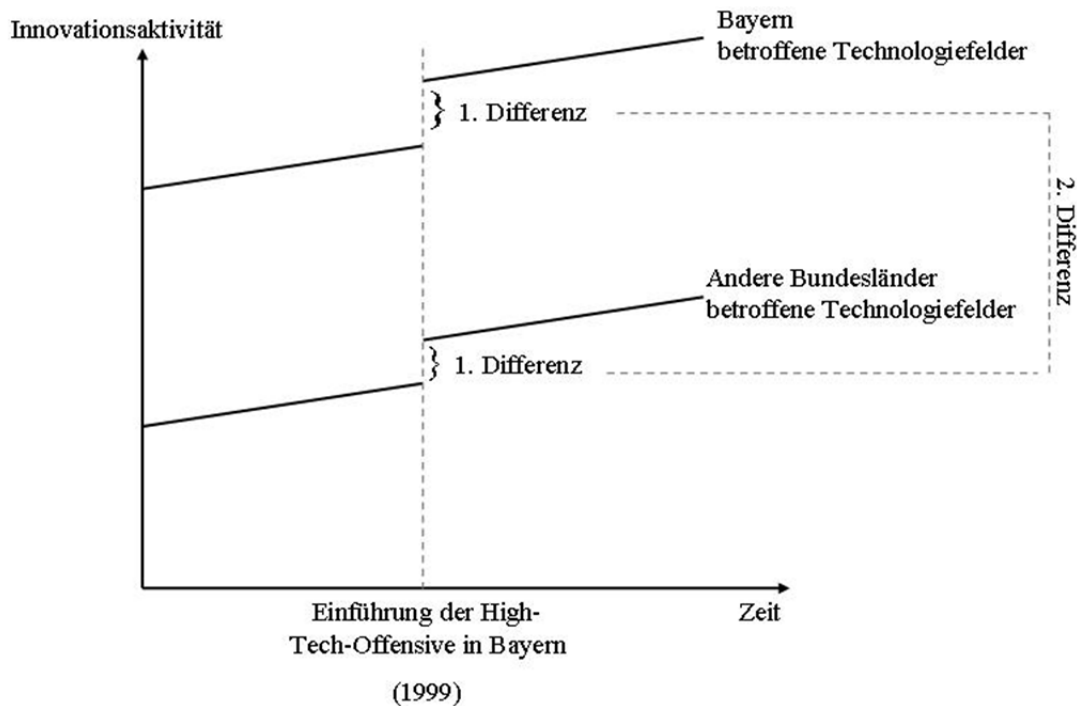 Innovationsaktivität
Bayern
betroffene Technologiefelder
} 1. Differenz
2. Differenz
Andere Bundesländer
betroffene Technologiefelder
} 1. Differenz
Einführung der High-
Tech-Offensive in Bayern
(1999)
Zeit